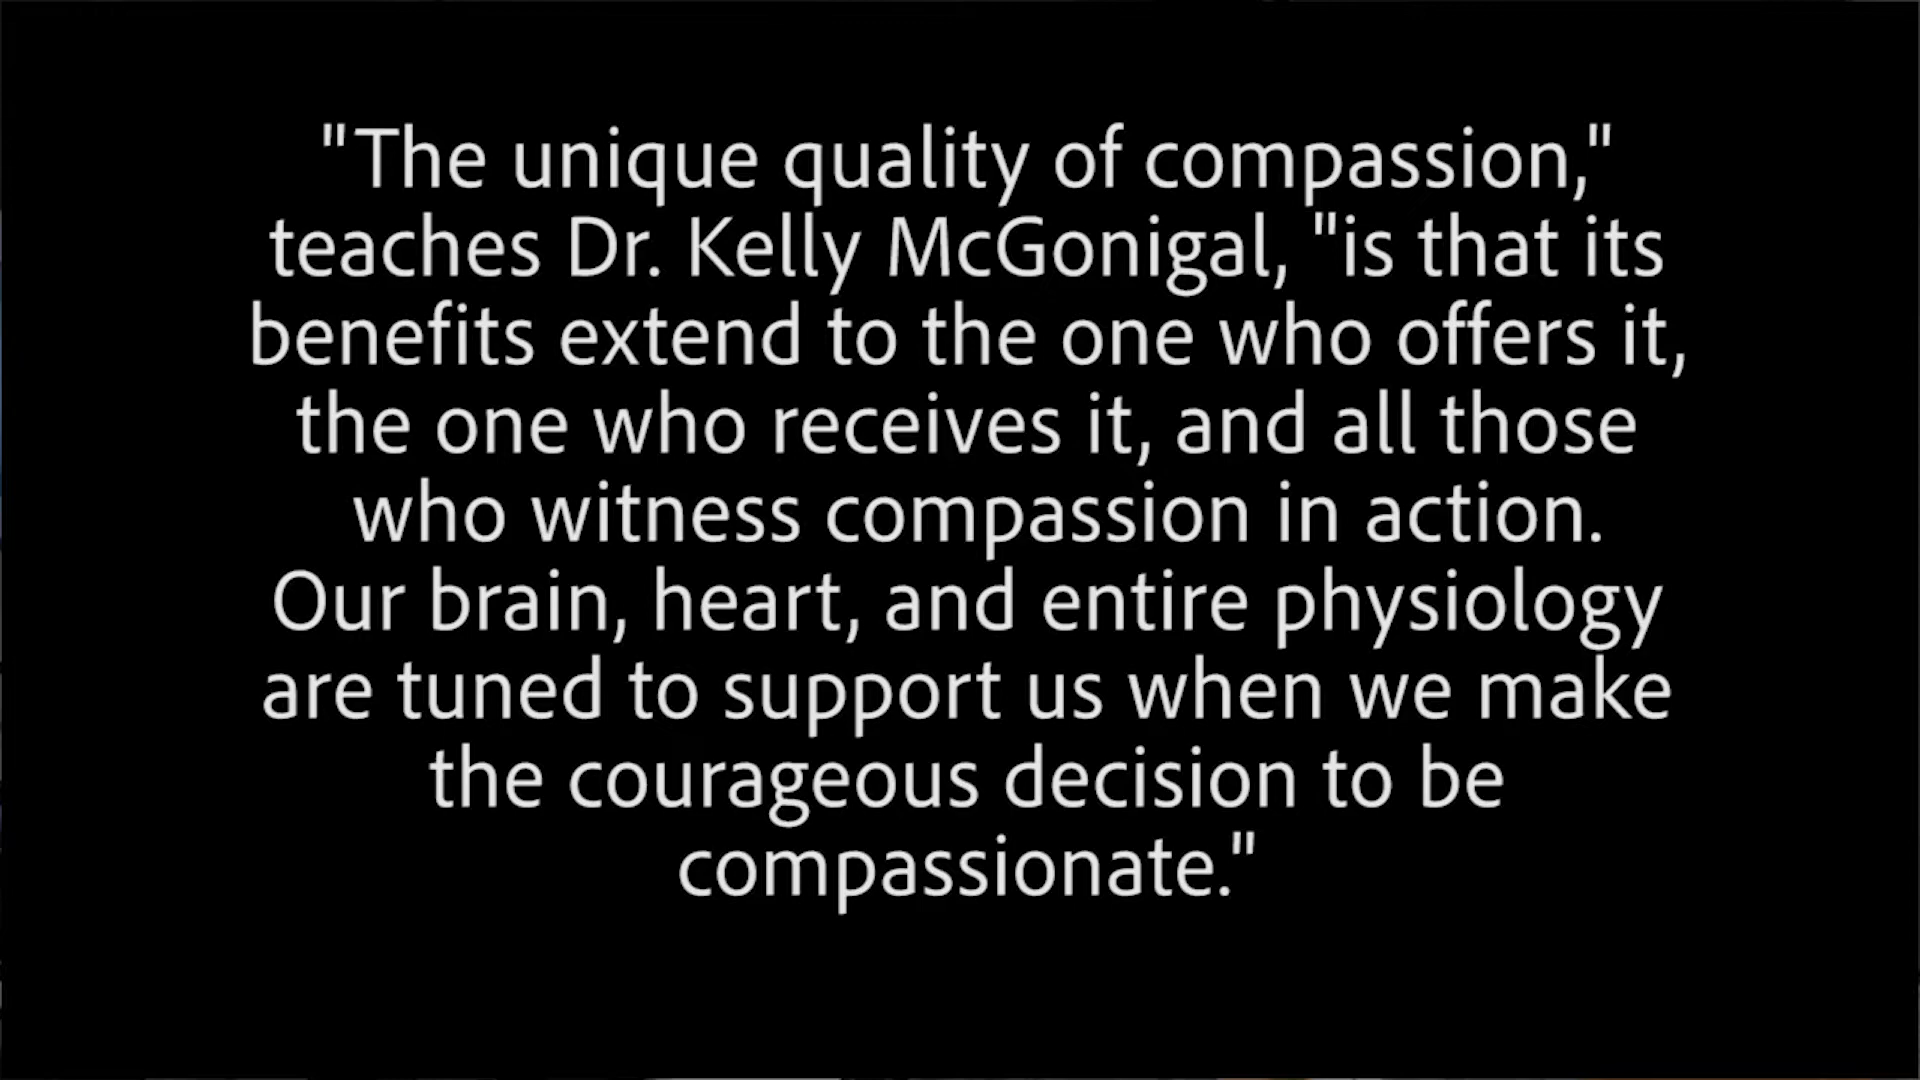 "The unique quality of compassion,"
teaches Dr. Kelly McGonigal, "is that its
benefits extend to the one who offers it,
the one who receives it, and all those
who witness compassion in action.
Our brain, heart, and entire physiology
are tuned to support us when we make
the courageous decision to be
compassionate."